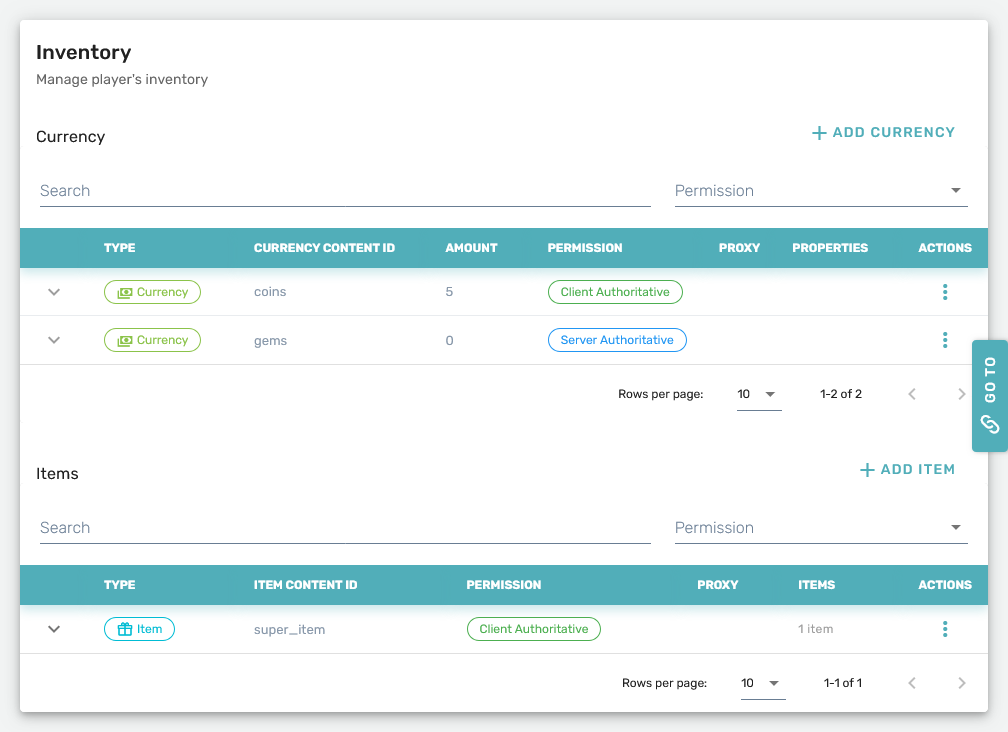 Inventory
Manage player's inventory
Currency
ADD CURRENCY
Search
Permission
TYPE CURRENCY CONTENT ID AMOUNT PERMISSION PROXY PROPERTIES ACTIONS
Currency coins 5 Client Authoritative
Currency gems 0 Server Authoritative
GO TO
Rows per page: 10 1-2 of 2
Items
ADD ITEM
Search
Permission
TYPE ITEM CONTENT ID PERMISSION PROXY ITEMS ACTIONS
Item super_item Client Authoritative 1 item
Rows per page: 10 1-1 of 1